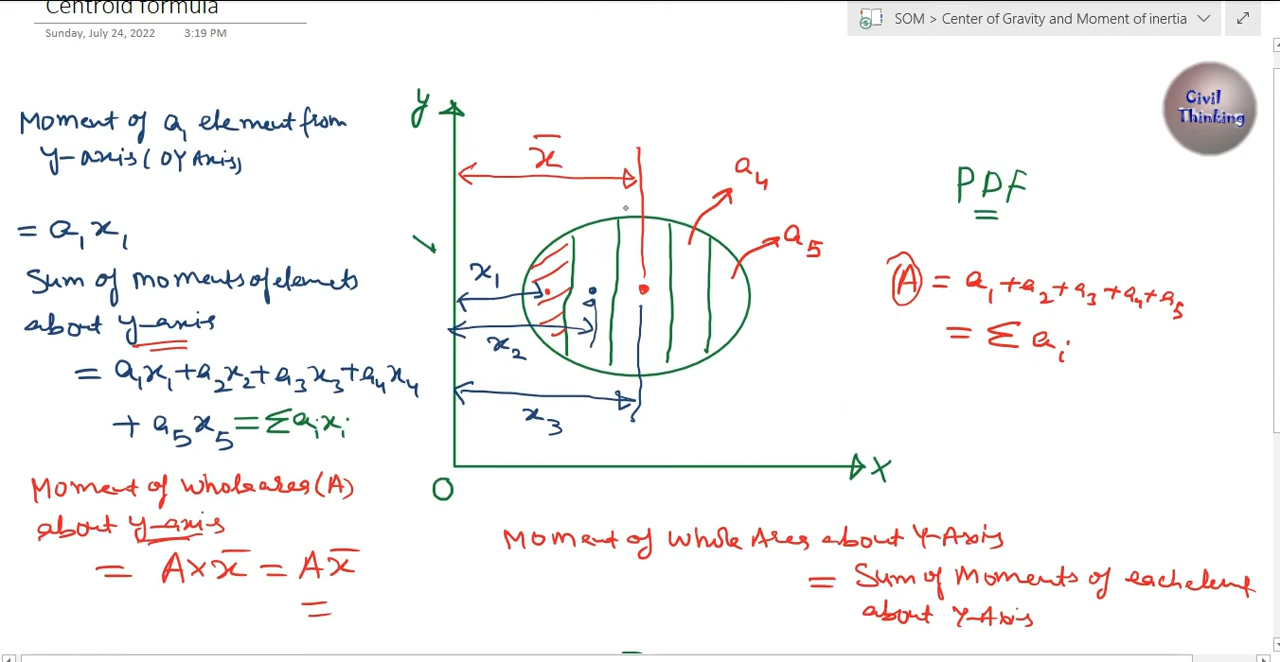 Centroid formula
Sunday, July 24, 2022 3:19 PM
SOM > Center of Gravity and Moment of inertia
Civil
Thinking
Moment of a₁ element from
Y-axis (OY Axis)
= a₁x₁
Sum of moments of elemets
about y-axis
= a₁x₁+a₂x₂+a₃x₃+a₄x₄
+ a₅x₅ = Σaᵢxᵢ
Moment of whole area (A)
about y-axis
= A×x̅ = Ax̅
=
y
x̅
a₄
a₅
x₁
x₂
x₃
O
X
PDF
A = a₁+a₂+a₃+a₄+a₅
= Σ aᵢ
Moment of whole Area about Y-Axis
= Sum of Moments of each
about Y-Axis